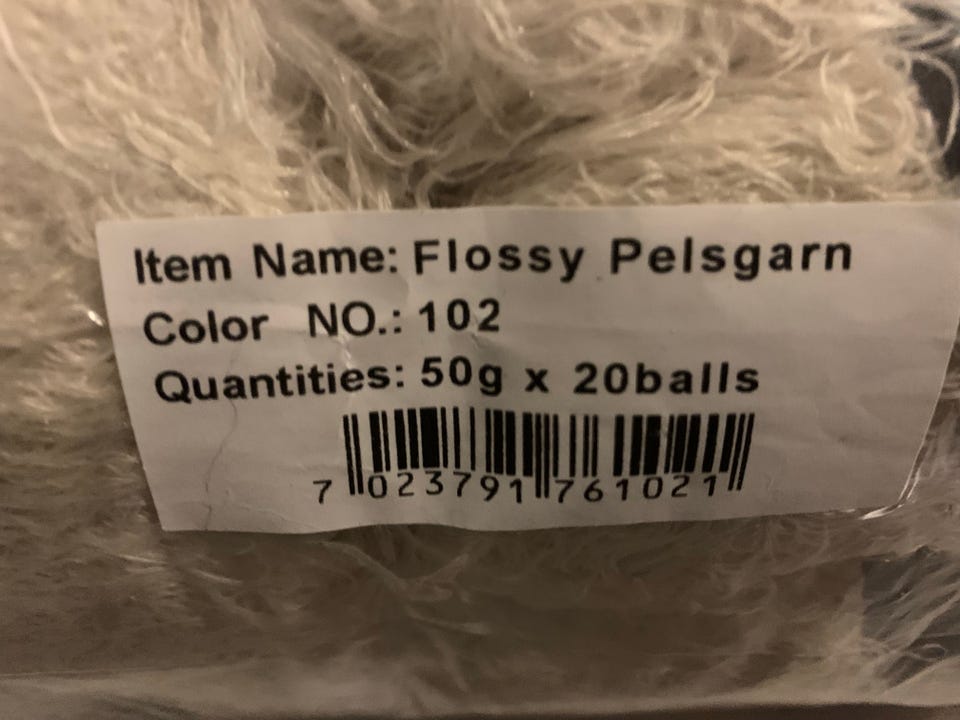 Item Name: Flossy Pelsgarn
Color NO.: 102
Quantities: 50g x 20balls
7 023791 761021